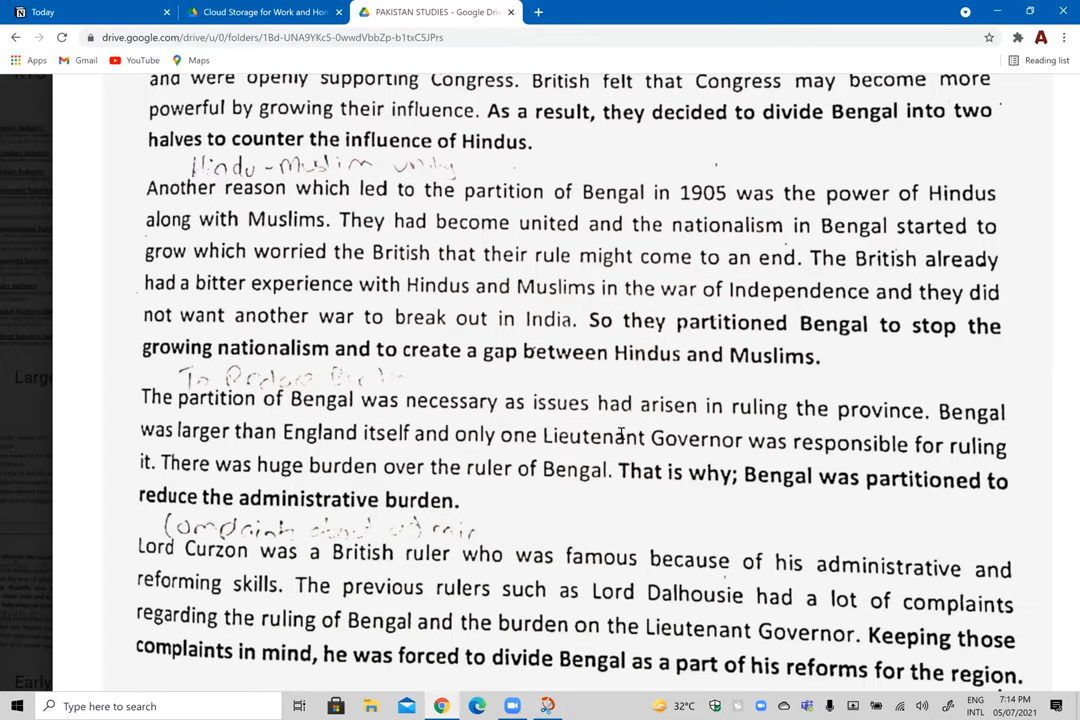 Today
Cloud Storage for Work and Hom
PAKISTAN STUDIES - Google Driv
drive.google.com/drive/u/0/folders/1Bd-UNA9YKc5-0wwdVbbZp-b1txC5JPrs
Apps Gmail YouTube Maps Reading list
and were openly supporting Congress. British felt that Congress may become more
powerful by growing their influence. As a result, they decided to divide Bengal into two
halves to counter the influence of Hindus.
Hindu-Muslim unity
Another reason which led to the partition of Bengal in 1905 was the power of Hindus
along with Muslims. They had become united and the nationalism in Bengal started to
grow which worried the British that their rule might come to an end. The British already
had a bitter experience with Hindus and Muslims in the war of Independence and they did
not want another war to break out in India. So they partitioned Bengal to stop the
growing nationalism and to create a gap between Hindus and Muslims.
Large
To Reduce
The partition of Bengal was necessary as issues had arisen in ruling the province. Bengal
was larger than England itself and only one Lieutenant Governor was responsible for ruling
it. There was huge burden over the ruler of Bengal. That is why; Bengal was partitioned to
reduce the administrative burden.
Complaints about
Lord Curzon was a British ruler who was famous because of his administrative and
reforming skills. The previous rulers such as Lord Dalhousie had a lot of complaints
regarding the ruling of Bengal and the burden on the Lieutenant Governor. Keeping those
complaints in mind, he was forced to divide Bengal as a part of his reforms for the region.
Early
Type here to search
32°C
ENG
INTL
7:14 PM
05/07/2021